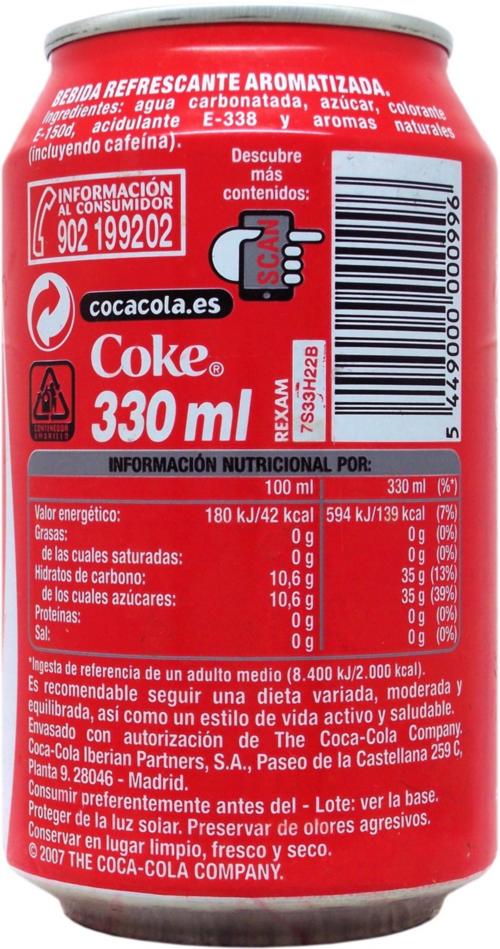 BEBIDA REFRESCANTE AROMATIZADA.
Ingredientes: agua carbonatada, azúcar, colorante
E-150d, acidulante E-338 y aromas naturales
(incluyendo cafeína).
Descubre
más
contenidos:
SCAN
INFORMACIÓN
AL CONSUMIDOR
902 199202
cocacola.es
Coke®
330 ml
CONTENEDOR
AMARILLO
REXAM
7S33H22B
5 449000 000996
INFORMACIÓN NUTRICIONAL POR:
100 ml 330 ml (%*)
Valor energético: 180 kJ/42 kcal 594 kJ/139 kcal (7%)
Grasas: 0 g 0 g (0%)
de las cuales saturadas: 0 g 0 g (0%)
Hidratos de carbono: 10,6 g 35 g (13%)
de los cuales azúcares: 10,6 g 35 g (39%)
Proteínas: 0 g 0 g (0%)
Sal: 0 g 0 g (0%)
*Ingesta de referencia de un adulto medio (8.400 kJ/2.000 kcal).
Es recomendable seguir una dieta variada, moderada y
equilibrada, así como un estilo de vida activo y saludable.
Envasado con autorización de The Coca-Cola Company.
Coca-Cola Iberian Partners, S.A., Paseo de la Castellana 259 C,
Planta 9. 28046 - Madrid.
Consumir preferentemente antes del - Lote: ver la base.
Proteger de la luz solar. Preservar de olores agresivos.
Conservar en lugar limpio, fresco y seco.
© 2007 THE COCA-COLA COMPANY.